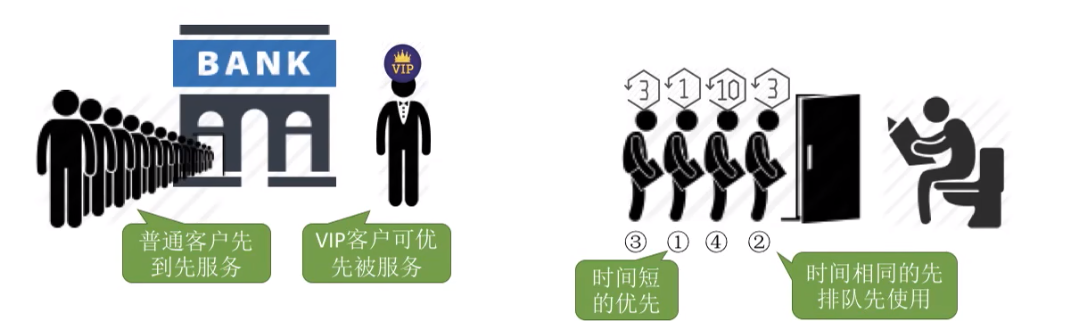 BANK
VIP
普通客户先
到先服务
VIP客户可优
先被服务
3 1 10 3
③ ① ④ ②
时间短
的优先
时间相同的先
排队先使用